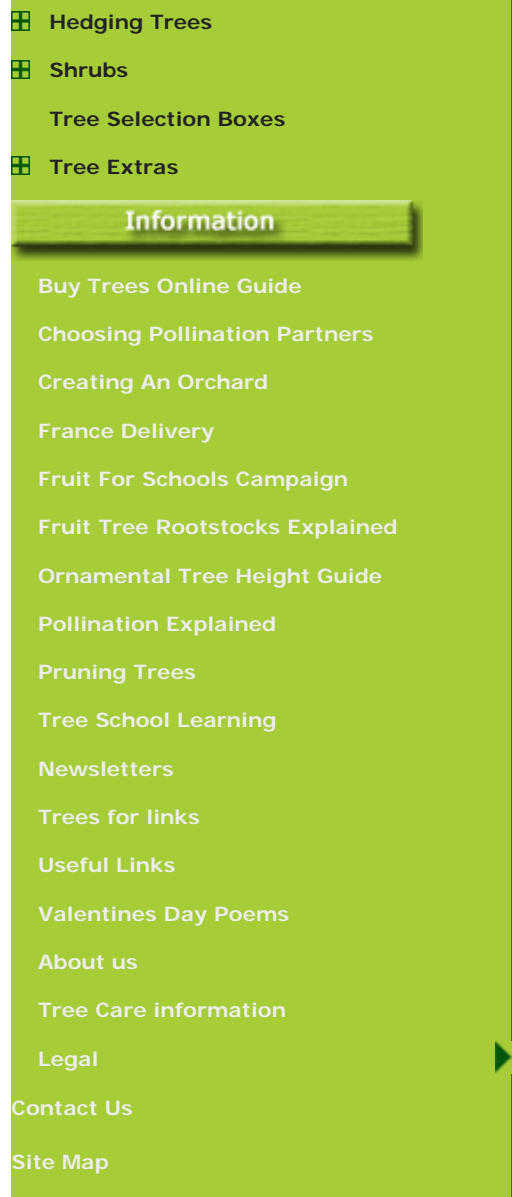 Hedging Trees
Shrubs
Tree Selection Boxes
Tree Extras
Information
Buy Trees Online Guide
Choosing Pollination Partners
Creating An Orchard
France Delivery
Fruit For Schools Campaign
Fruit Tree Rootstocks Explained
Ornamental Tree Height Guide
Pollination Explained
Pruning Trees
Tree School Learning
Newsletters
Trees for links
Useful Links
Valentines Day Poems
About us
Tree Care information
Legal
Contact Us
Site Map